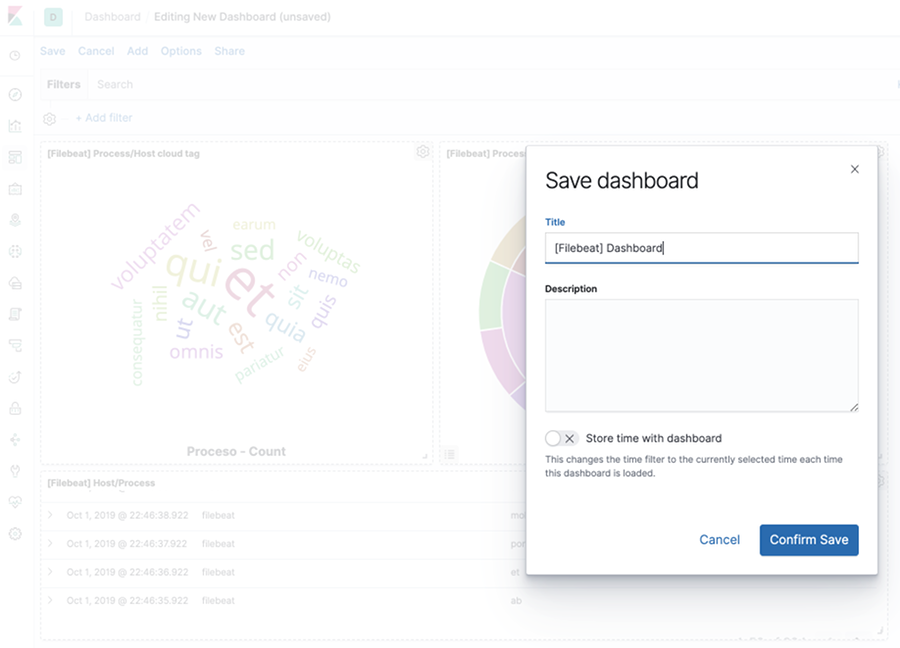 D Dashboard / Editing New Dashboard (unsaved)
Save Cancel Add Options Share
Filters Search
+ Add filter
[Filebeat] Process/Host cloud tag
voluptatem
earum
vel
sed
voluptas
qui
et
non
nemo
nihil
aut
sit
quis
consequatur
ut
est
quia
omnis
pariatur
eius
Proceso - Count
[Filebeat] Host/Process
Oct 1, 2019 @ 22:46:38.922 filebeat
Oct 1, 2019 @ 22:46:37.922 filebeat
Oct 1, 2019 @ 22:46:36.922 filebeat et
Oct 1, 2019 @ 22:46:35.922 filebeat ab
Save dashboard
Title
[Filebeat] Dashboard
Description
Store time with dashboard
This changes the time filter to the currently selected time each time
this dashboard is loaded.
Cancel Confirm Save